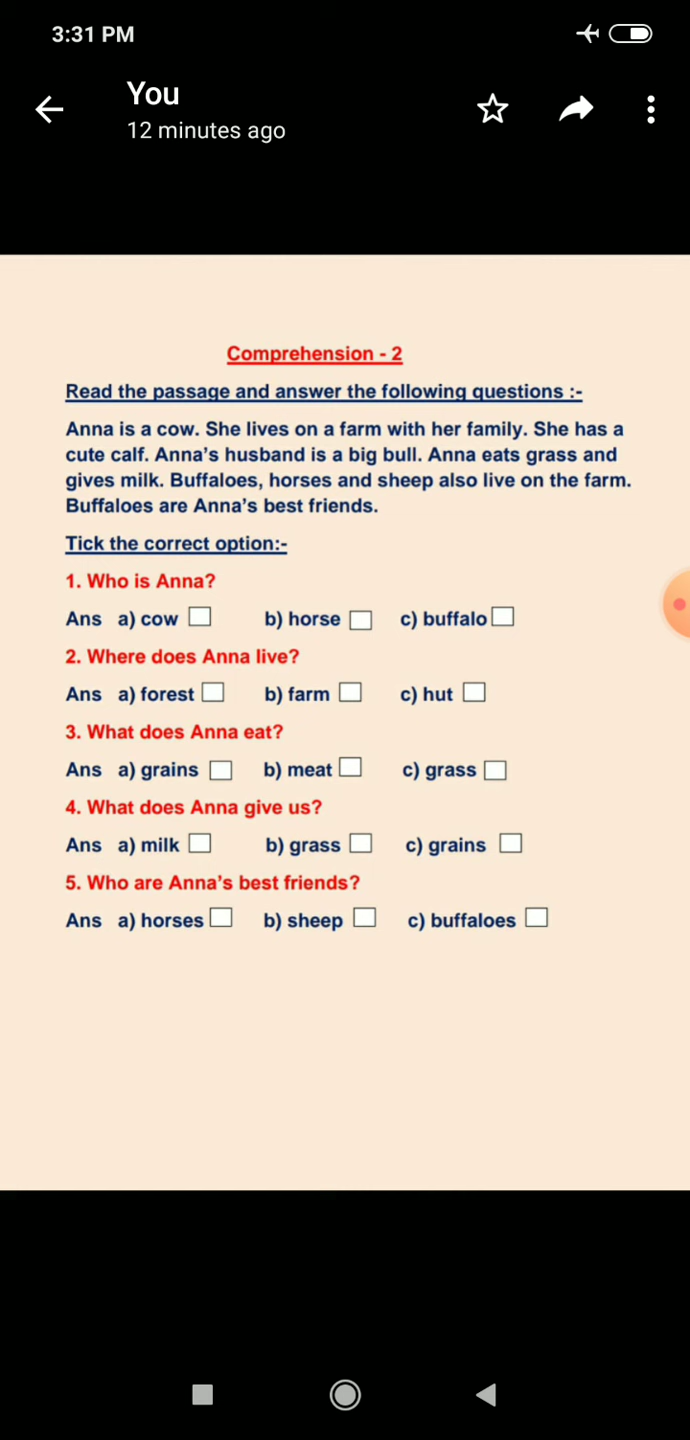 3:31 PM
You
12 minutes ago
Comprehension - 2
Read the passage and answer the following questions :-
Anna is a cow. She lives on a farm with her family. She has a
cute calf. Anna's husband is a big bull. Anna eats grass and
gives milk. Buffaloes, horses and sheep also live on the farm.
Buffaloes are Anna's best friends.
Tick the correct option:-
1. Who is Anna?
Ans a) cow b) horse c) buffalo
2. Where does Anna live?
Ans a) forest b) farm c) hut
3. What does Anna eat?
Ans a) grains b) meat c) grass
4. What does Anna give us?
Ans a) milk b) grass c) grains
5. Who are Anna's best friends?
Ans a) horses b) sheep c) buffaloes